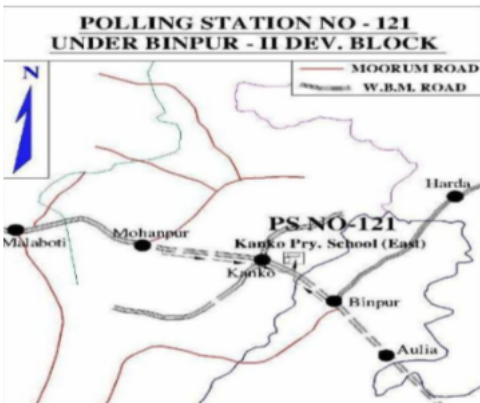 POLLING STATION NO - 121
UNDER BINPUR - II DEV. BLOCK
N
MOORUM ROAD
W.B.M. ROAD
Harda
PS NO-121
Malaboti
Mohanpur
Kanko Pry. School (East)
Kanko
Binpur
Aulia